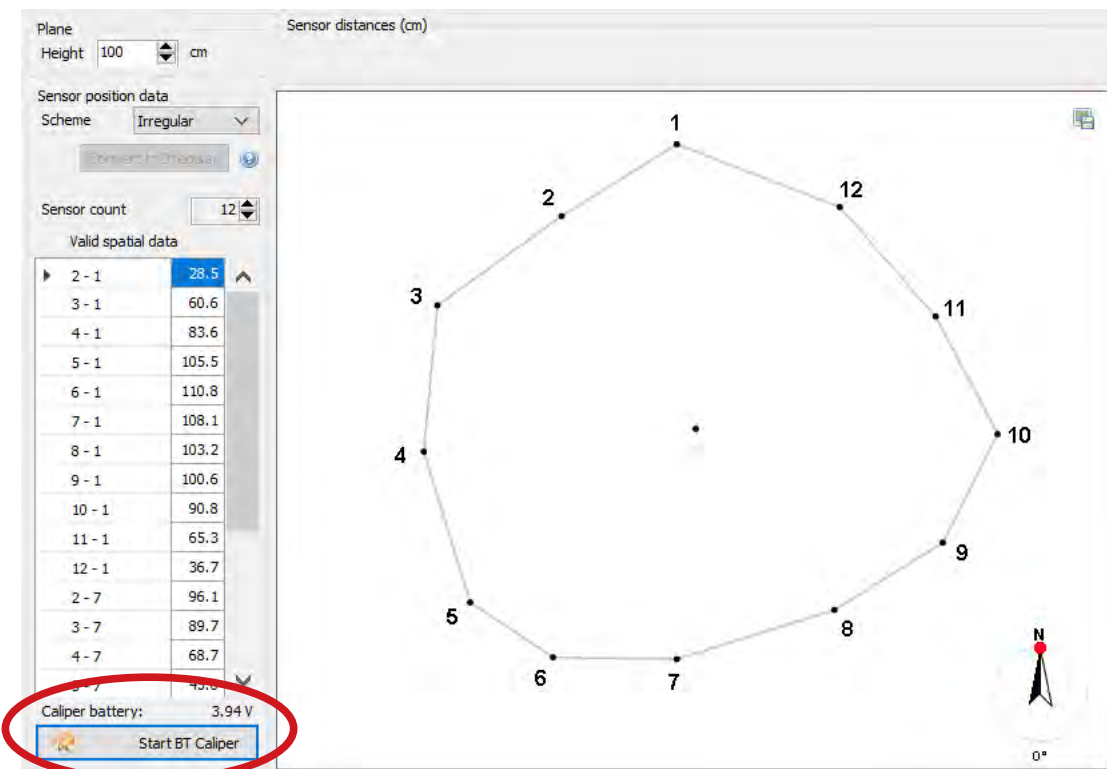 Plane
Height 100 cm
Sensor position data
Scheme Irregular
Convert to Irregular
Sensor count 12
Valid spatial data
2 - 1 28.5
3 - 1 60.6
4 - 1 83.6
5 - 1 105.5
6 - 1 110.8
7 - 1 108.1
8 - 1 103.2
9 - 1 100.6
10 - 1 90.8
11 - 1 65.3
12 - 1 36.7
2 - 7 96.1
3 - 7 89.7
4 - 7 68.7
Caliper battery: 3.94 V
Start BT Caliper
Sensor distances (cm)
1
12
2
3
11
10
4
9
5
8
6
7
N
0°